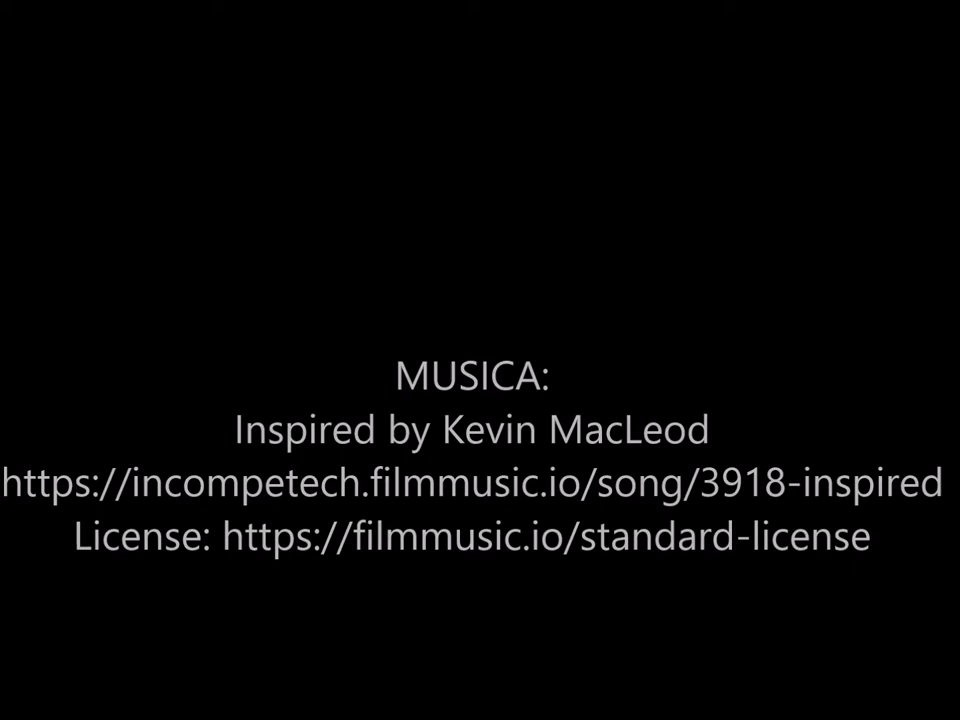 MUSICA:
Inspired by Kevin MacLeod
https://incompetech.filmmusic.io/song/3918-inspired
License: https://filmmusic.io/standard-license